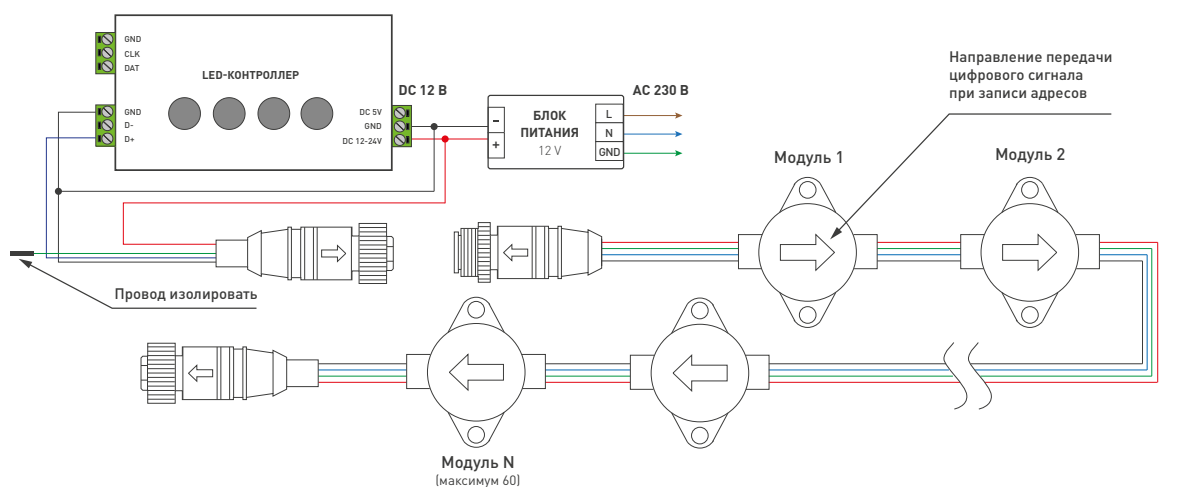 GND
CLK
DAT
LED-КОНТРОЛЛЕР
GND
D-
D+
DC 5V
GND
DC 12-24V
DC 12 В
–
+
БЛОК
ПИТАНИЯ
12 V
L
N
GND
AC 230 В
Направление передачи
цифрового сигнала
при записи адресов
Модуль 1
Модуль 2
Провод изолировать
Модуль N
(максимум 60)